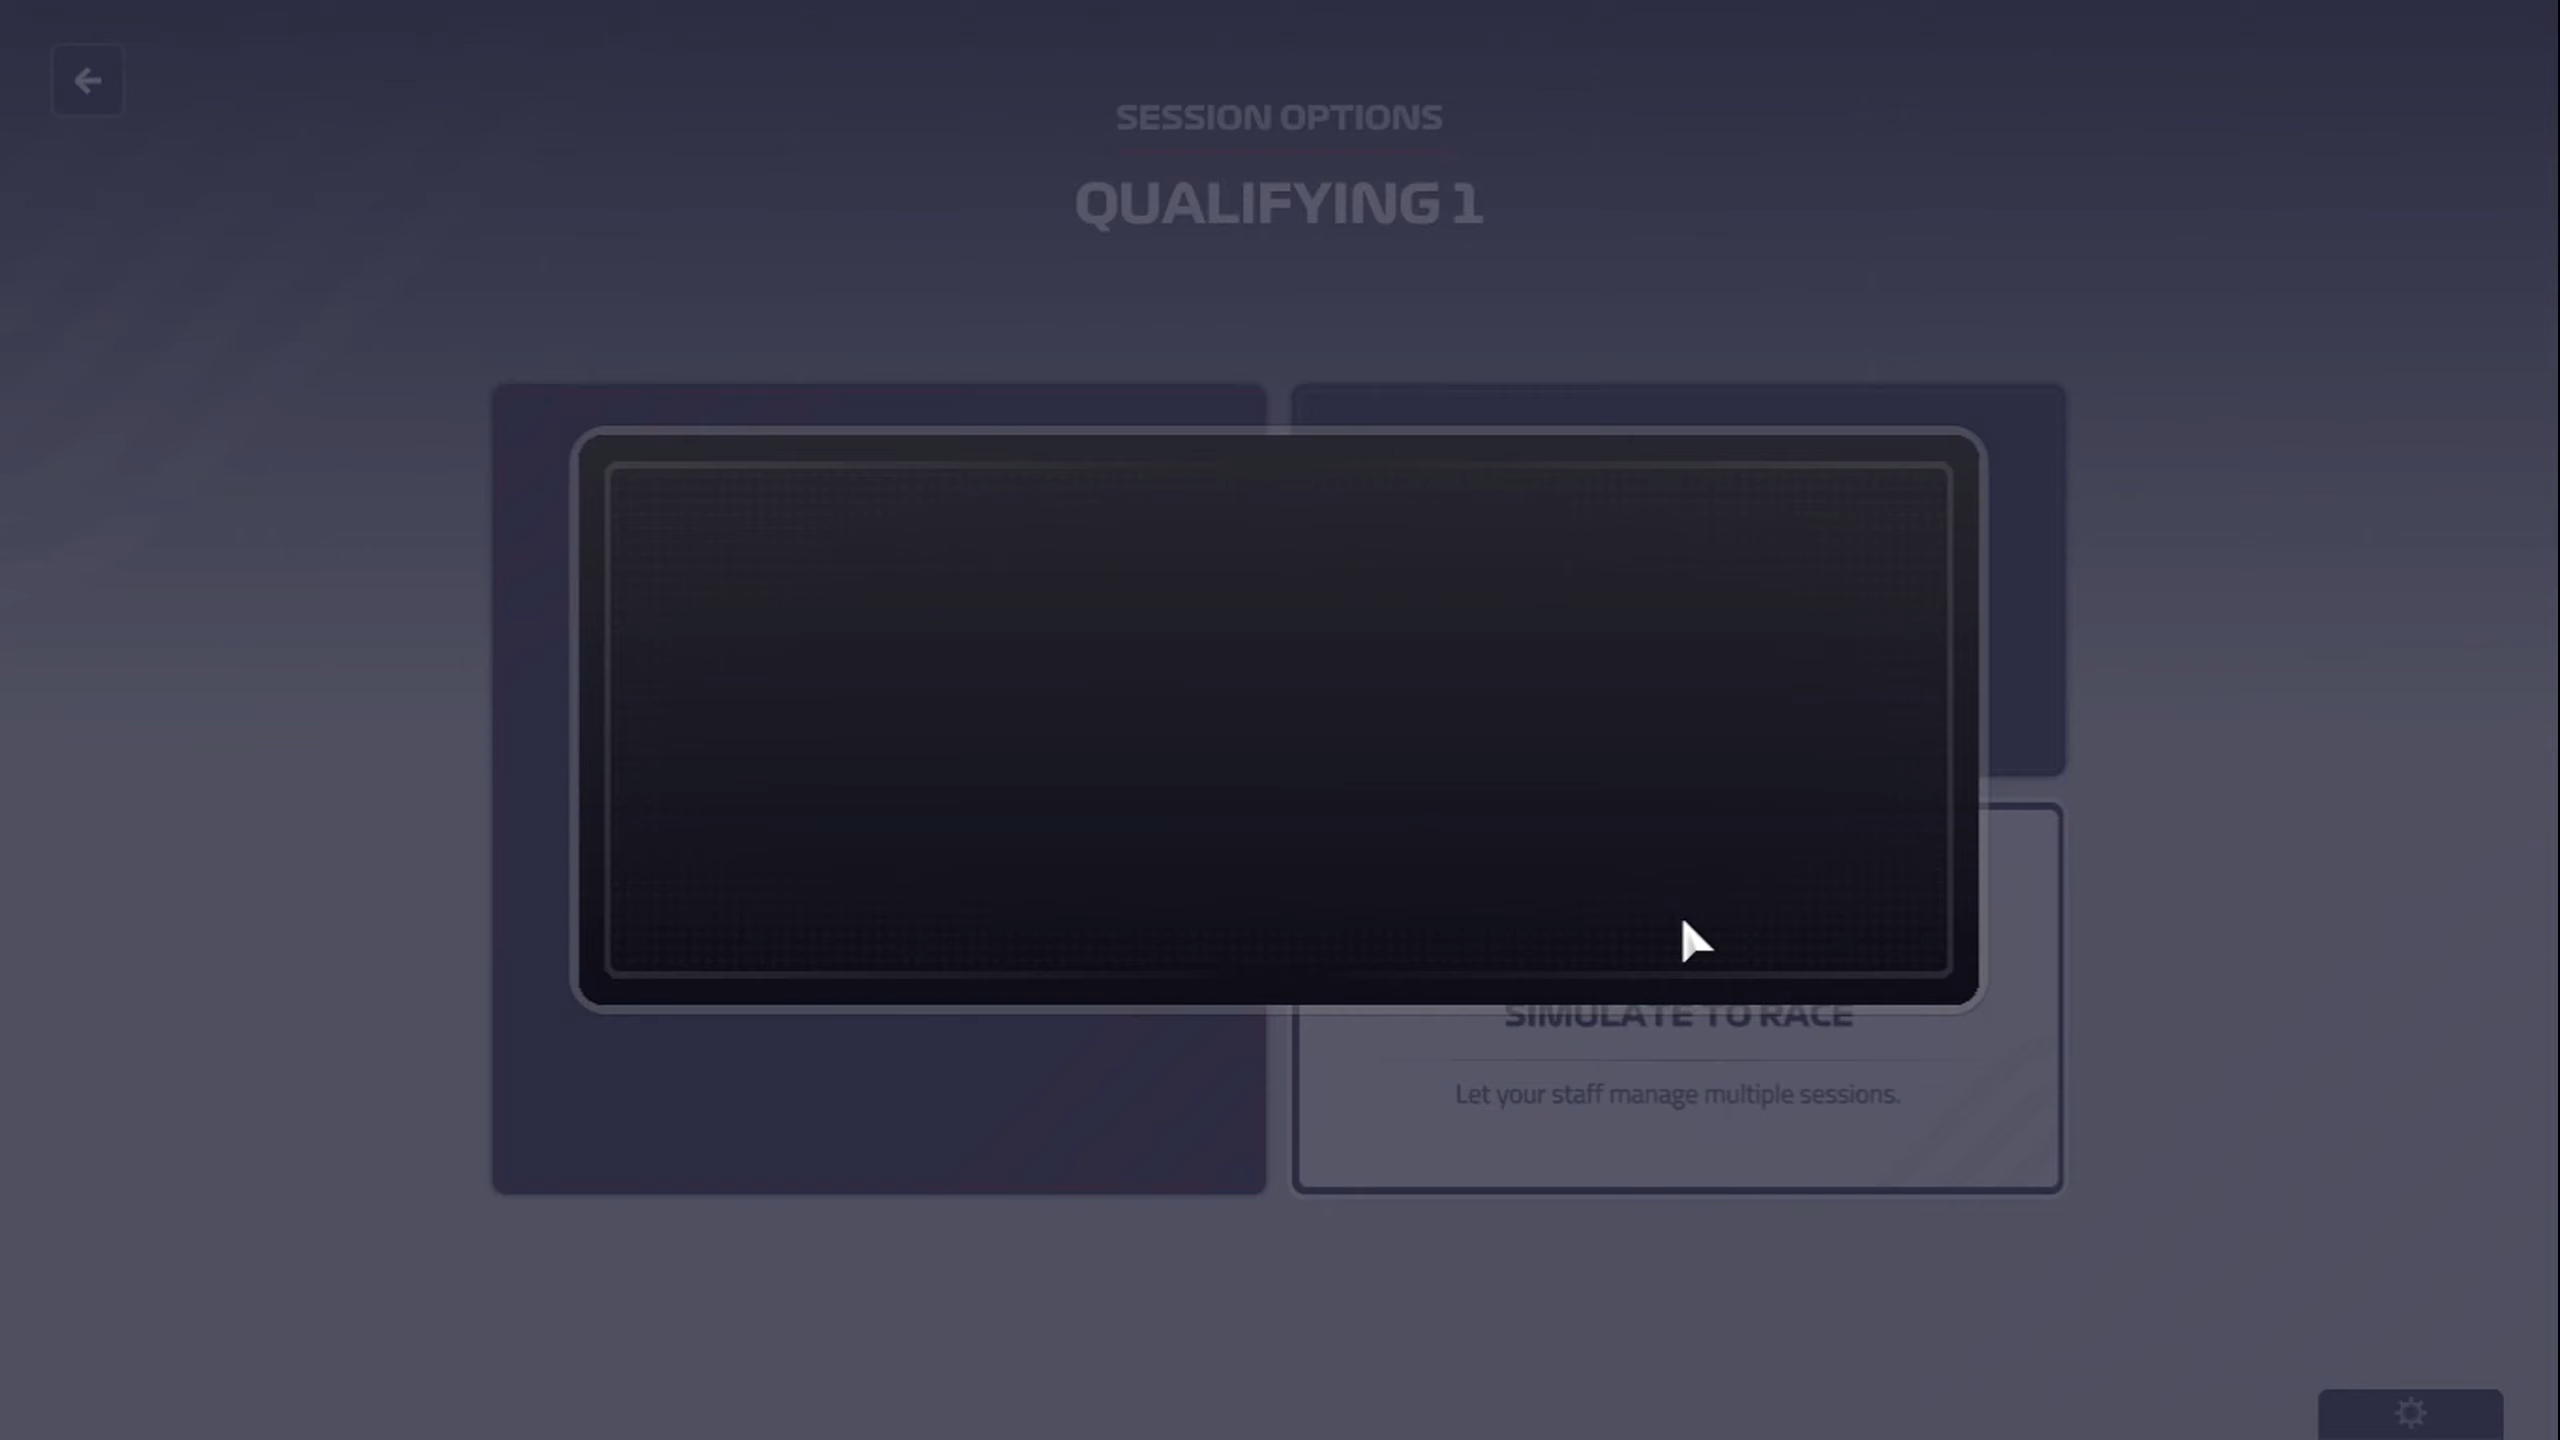 SESSION OPTIONS
QUALIFYING 1
SIMULATE TO RACE
Let your staff manage multiple sessions.